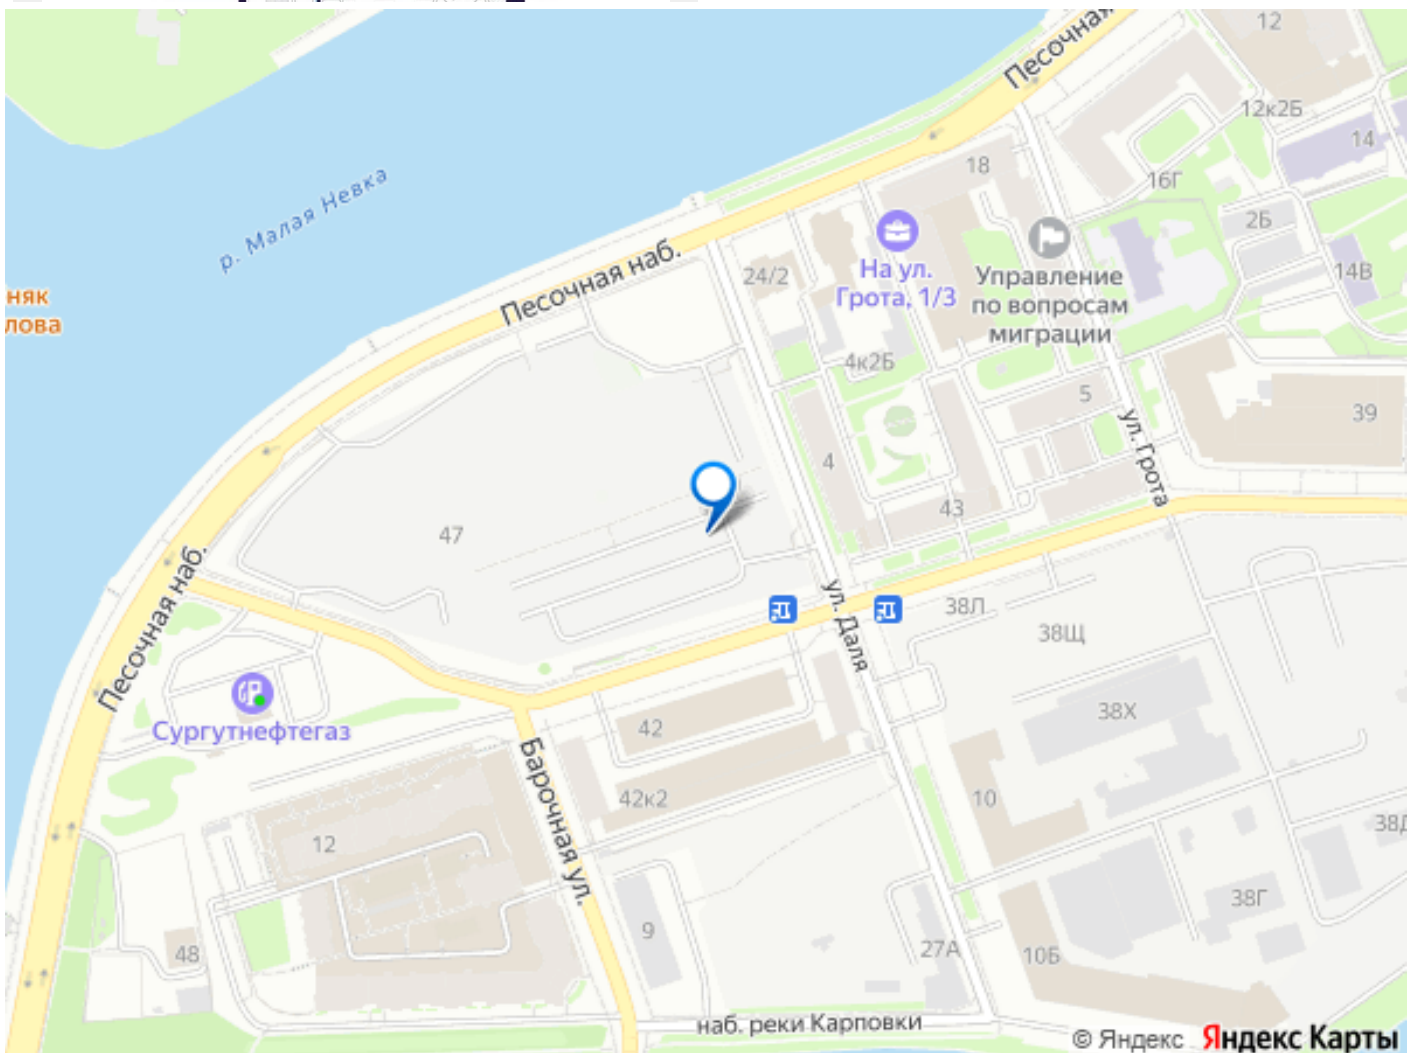 Песочная
12
12к2Б
14
18
16Г
2Б
р. Малая Невка
Песочная наб.
24/2
На ул.
Грота, 1/3
Управление
по вопросам
миграции
14В
няк
лова
4к2Б
5
39
ул. Грота
4
43
47
Песочная наб.
ул. Даля
38Л
38Щ
Сургутнефтегаз
42
38Х
Барочная ул.
42к2
10
12
38Д
38Г
9
48
27А
10Б
наб. реки Карповки
© Яндекс Яндекс Карты